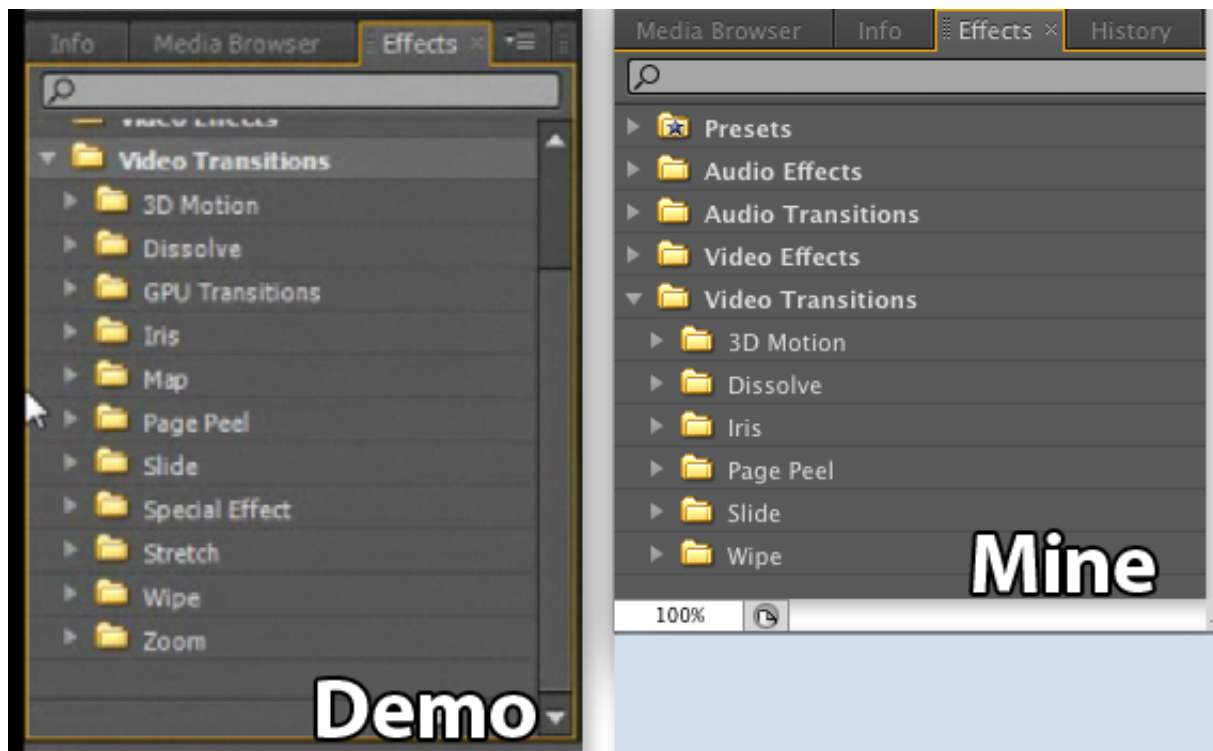 Info Media Browser Effects
Video Effects
Video Transitions
3D Motion
Dissolve
GPU Transitions
Iris
Map
Page Peel
Slide
Special Effect
Stretch
Wipe
Zoom
Demo
Media Browser Info Effects History
Presets
Audio Effects
Audio Transitions
Video Effects
Video Transitions
3D Motion
Dissolve
Iris
Page Peel
Slide
Wipe
Mine
100%